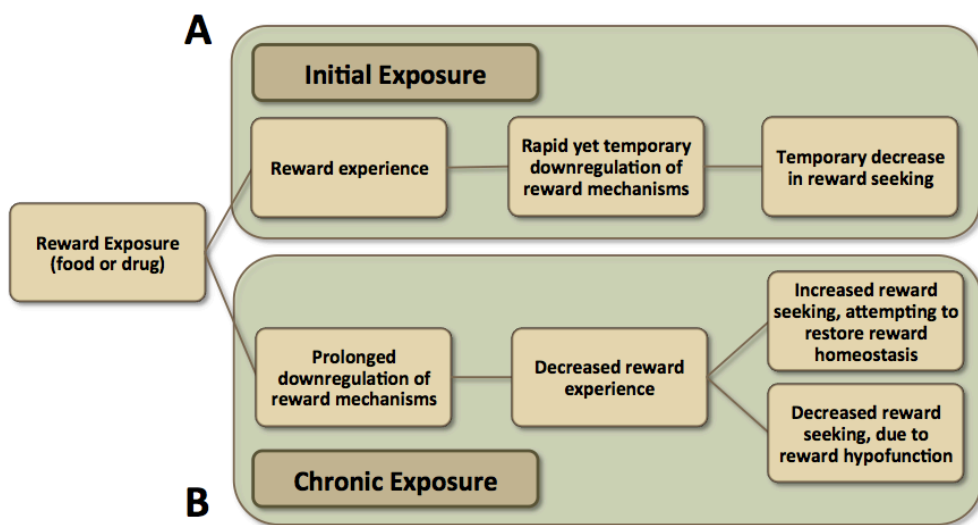 A
Initial Exposure
Reward experience
Rapid yet temporary
downregulation of
reward mechanisms
Temporary decrease
in reward seeking
Reward Exposure
(food or drug)
Prolonged
downregulation of
reward mechanisms
Decreased reward
experience
Increased reward
seeking, attempting to
restore reward
homeostasis
Decreased reward
seeking, due to
reward hypofunction
Chronic Exposure
B